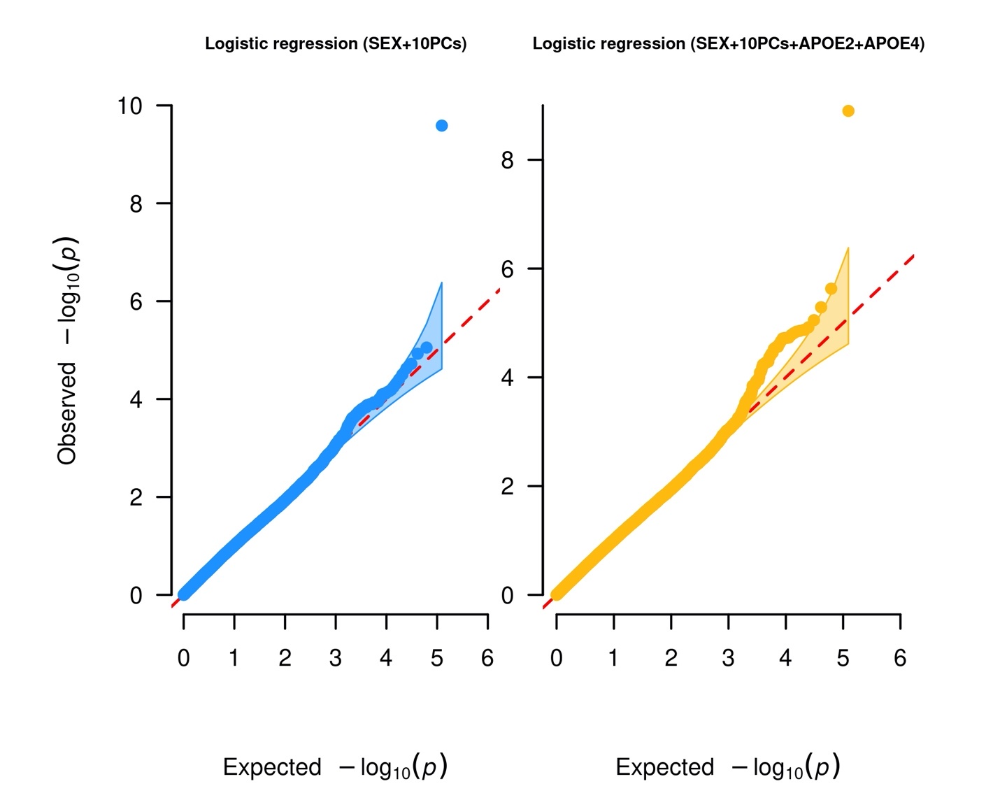 Logistic regression (SEX+10PCs)
Logistic regression (SEX+10PCs+APOE2+APOE4)
Observed −log10(p)
10
8
6
4
2
0
8
6
4
2
0
0 1 2 3 4 5 6
0 1 2 3 4 5 6
Expected −log10(p)
Expected −log10(p)